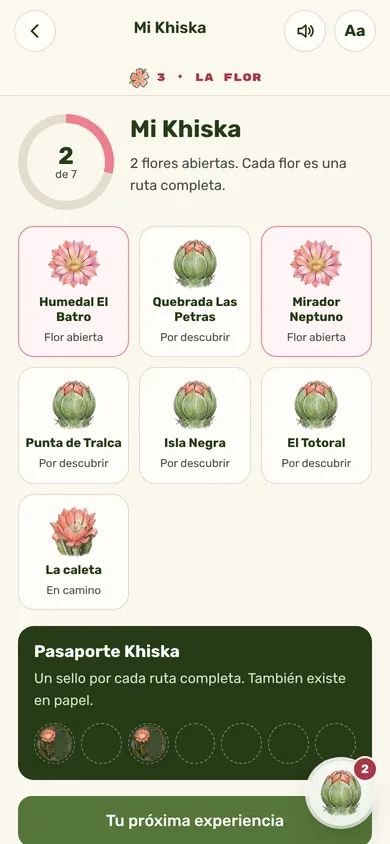 Mi Khiska
Aa
3 · LA FLOR
2
de 7
Mi Khiska
2 flores abiertas. Cada flor es una
ruta completa.
Humedal El
Batro
Flor abierta
Quebrada Las
Petras
Por descubrir
Mirador
Neptuno
Flor abierta
Punta de Tralca
Por descubrir
Isla Negra
Por descubrir
El Totoral
Por descubrir
La caleta
En camino
Pasaporte Khiska
Un sello por cada ruta completa. También existe
en papel.
2
Tu próxima experiencia